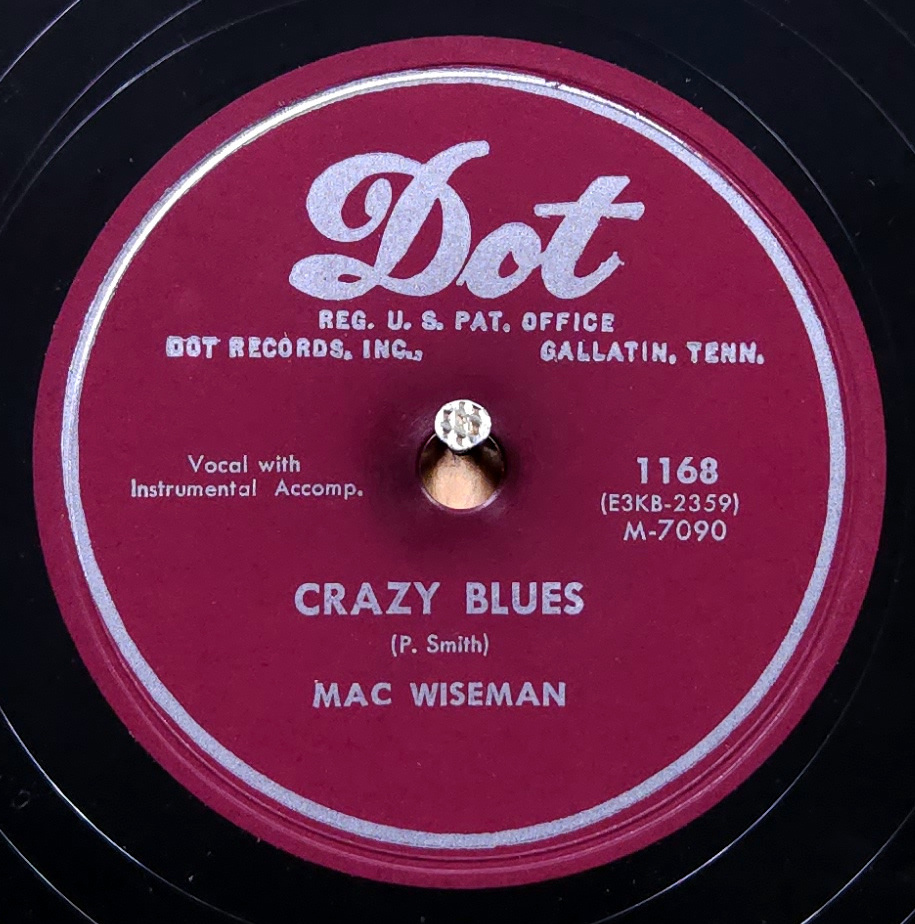 Dot
REG. U. S. PAT. OFFICE
DOT RECORDS, INC., GALLATIN, TENN.
Vocal with
Instrumental Accomp.
1168
(E3KB-2359)
M-7090
CRAZY BLUES
(P. Smith)
MAC WISEMAN